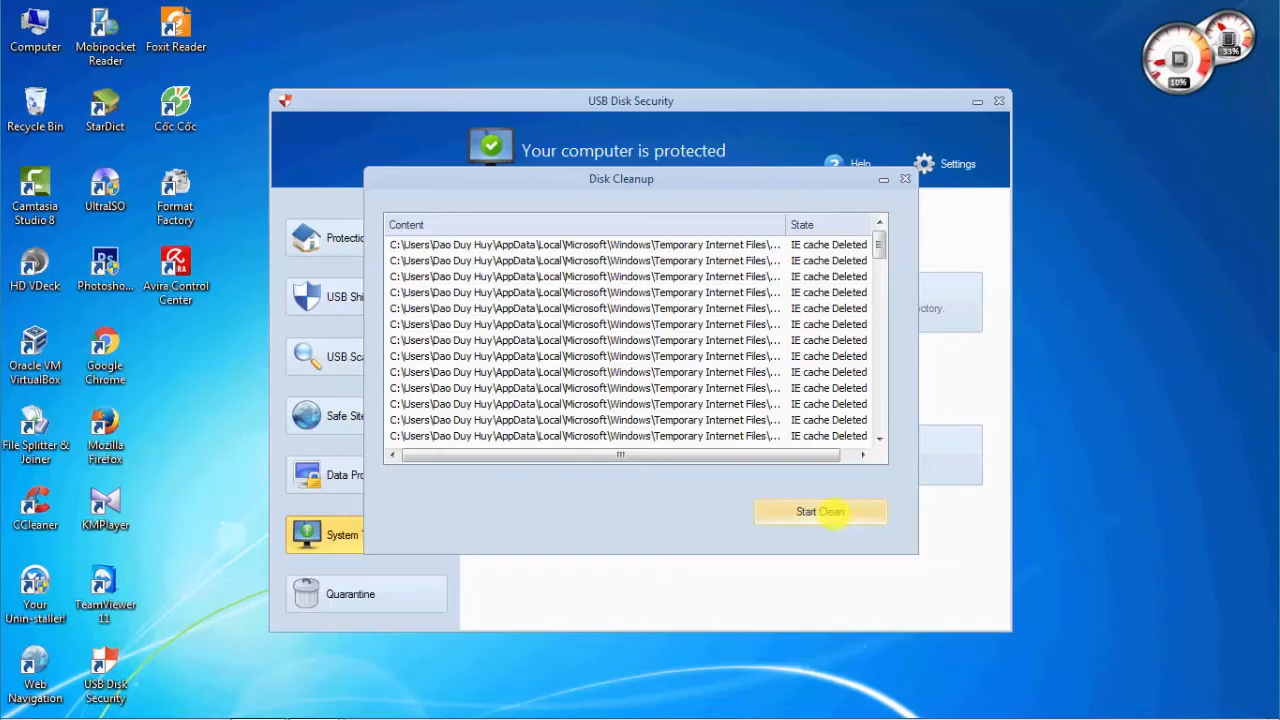 Computer
Mobipocket
Reader
Foxit Reader
Recycle Bin
StarDict
Cốc Cốc
Camtasia
Studio 8
UltraISO
Format
Factory
HD VDeck
Photosho...
Avira Control
Center
Oracle VM
VirtualBox
Google
Chrome
File Splitter &
Joiner
Mozilla
Firefox
CCleaner
KMPlayer
Your
Unin-staller!
TeamViewer
11
Web
Navigation
USB Disk
Security
33%
10%
USB Disk Security
Your computer is protected
Help
Settings
Disk Cleanup
Content State
C:\Users\Dao Duy Huy\AppData\Local\Microsoft\Windows\Temporary Internet Files\... IE cache Deleted
C:\Users\Dao Duy Huy\AppData\Local\Microsoft\Windows\Temporary Internet Files\... IE cache Deleted
C:\Users\Dao Duy Huy\AppData\Local\Microsoft\Windows\Temporary Internet Files\... IE cache Deleted
C:\Users\Dao Duy Huy\AppData\Local\Microsoft\Windows\Temporary Internet Files\... IE cache Deleted
C:\Users\Dao Duy Huy\AppData\Local\Microsoft\Windows\Temporary Internet Files\... IE cache Deleted
C:\Users\Dao Duy Huy\AppData\Local\Microsoft\Windows\Temporary Internet Files\... IE cache Deleted
C:\Users\Dao Duy Huy\AppData\Local\Microsoft\Windows\Temporary Internet Files\... IE cache Deleted
C:\Users\Dao Duy Huy\AppData\Local\Microsoft\Windows\Temporary Internet Files\... IE cache Deleted
C:\Users\Dao Duy Huy\AppData\Local\Microsoft\Windows\Temporary Internet Files\... IE cache Deleted
C:\Users\Dao Duy Huy\AppData\Local\Microsoft\Windows\Temporary Internet Files\... IE cache Deleted
C:\Users\Dao Duy Huy\AppData\Local\Microsoft\Windows\Temporary Internet Files\... IE cache Deleted
C:\Users\Dao Duy Huy\AppData\Local\Microsoft\Windows\Temporary Internet Files\... IE cache Deleted
C:\Users\Dao Duy Huy\AppData\Local\Microsoft\Windows\Temporary Internet Files\... IE cache Deleted
Start Clean
Protectio
USB Shi
USB Sca
Safe Site
Data Pro
System T
Quarantine
ctory.